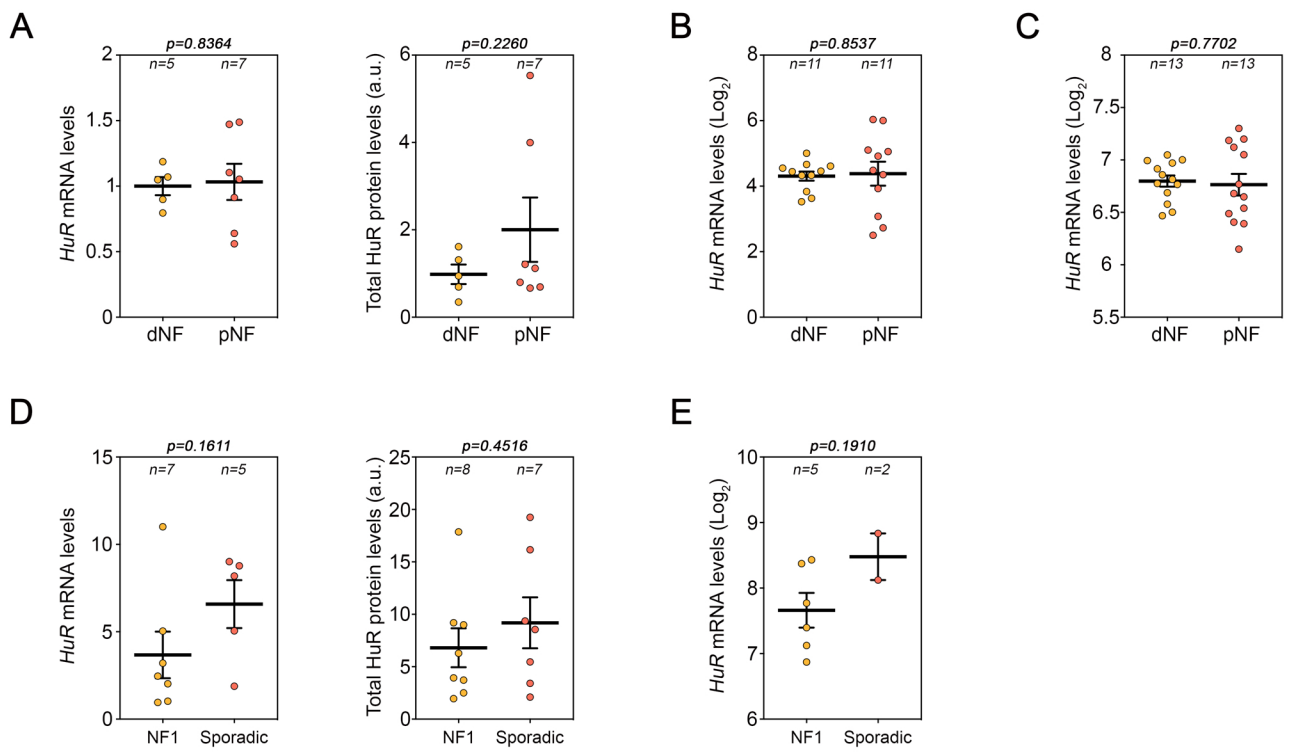 A
p=0.8364
n=5 n=7
HuR mRNA levels
2
1.5
1
0.5
0
dNF pNF
p=0.2260
n=5 n=7
Total HuR protein levels (a.u.)
6
4
2
0
dNF pNF
B
p=0.8537
n=11 n=11
HuR mRNA levels (Log2)
8
6
4
2
0
dNF pNF
C
p=0.7702
n=13 n=13
HuR mRNA levels (Log2)
8
7.5
7
6.5
6
5.5
dNF pNF
D
p=0.1611
n=7 n=5
HuR mRNA levels
15
10
5
0
NF1 Sporadic
p=0.4516
n=8 n=7
Total HuR protein levels (a.u.)
25
20
15
10
5
0
NF1 Sporadic
E
p=0.1910
n=5 n=2
HuR mRNA levels (Log2)
10
9
8
7
6
NF1 Sporadic